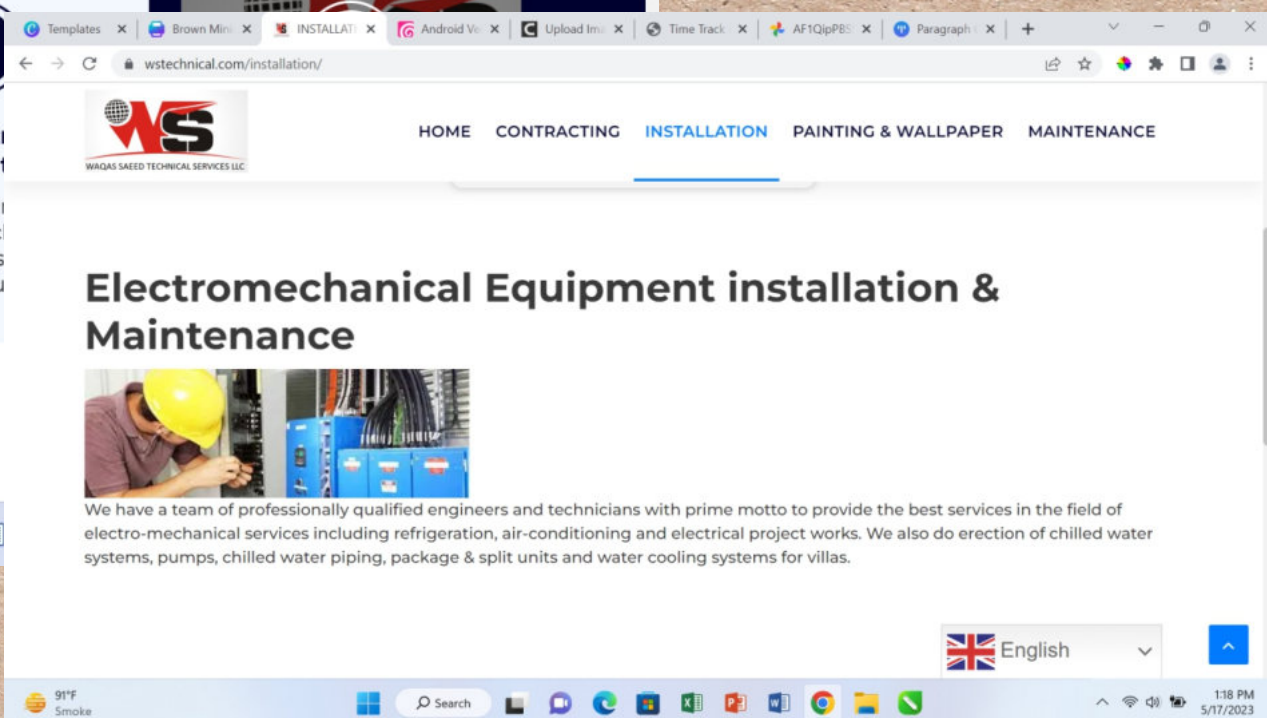 Templates
Brown Mini
INSTALLATI
Android Ve
Upload Ima
Time Track
AF1QipPBS
Paragraph
wstechnical.com/installation/
WS
WAQAS SAEED TECHNICAL SERVICES LLC
HOME CONTRACTING INSTALLATION PAINTING & WALLPAPER MAINTENANCE
Electromechanical Equipment installation &
Maintenance
We have a team of professionally qualified engineers and technicians with prime motto to provide the best services in the field of
electro-mechanical services including refrigeration, air-conditioning and electrical project works. We also do erection of chilled water
systems, pumps, chilled water piping, package & split units and water cooling systems for villas.
English
91°F
Smoke
Search
1:18 PM
5/17/2023